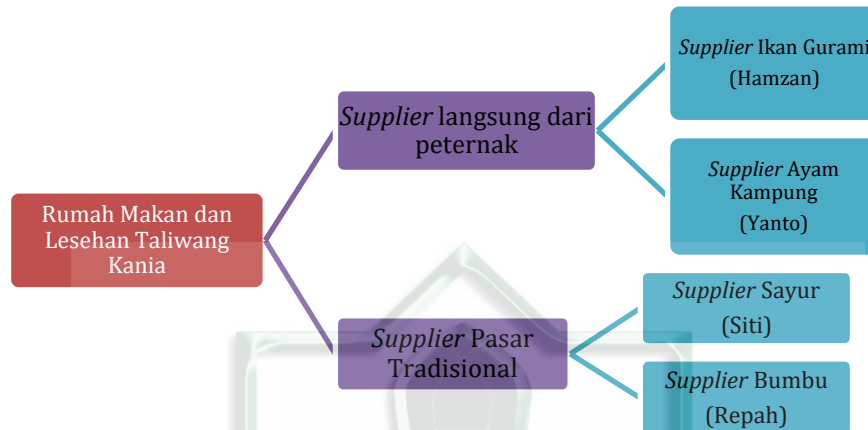 Rumah Makan dan
Lesehan Taliwang
Kania
Supplier langsung dari
peternak
Supplier Ikan Gurami
(Hamzan)
Supplier Ayam
Kampung
(Yanto)
Supplier Pasar
Tradisional
Supplier Sayur
(Siti)
Supplier Bumbu
(Repah)